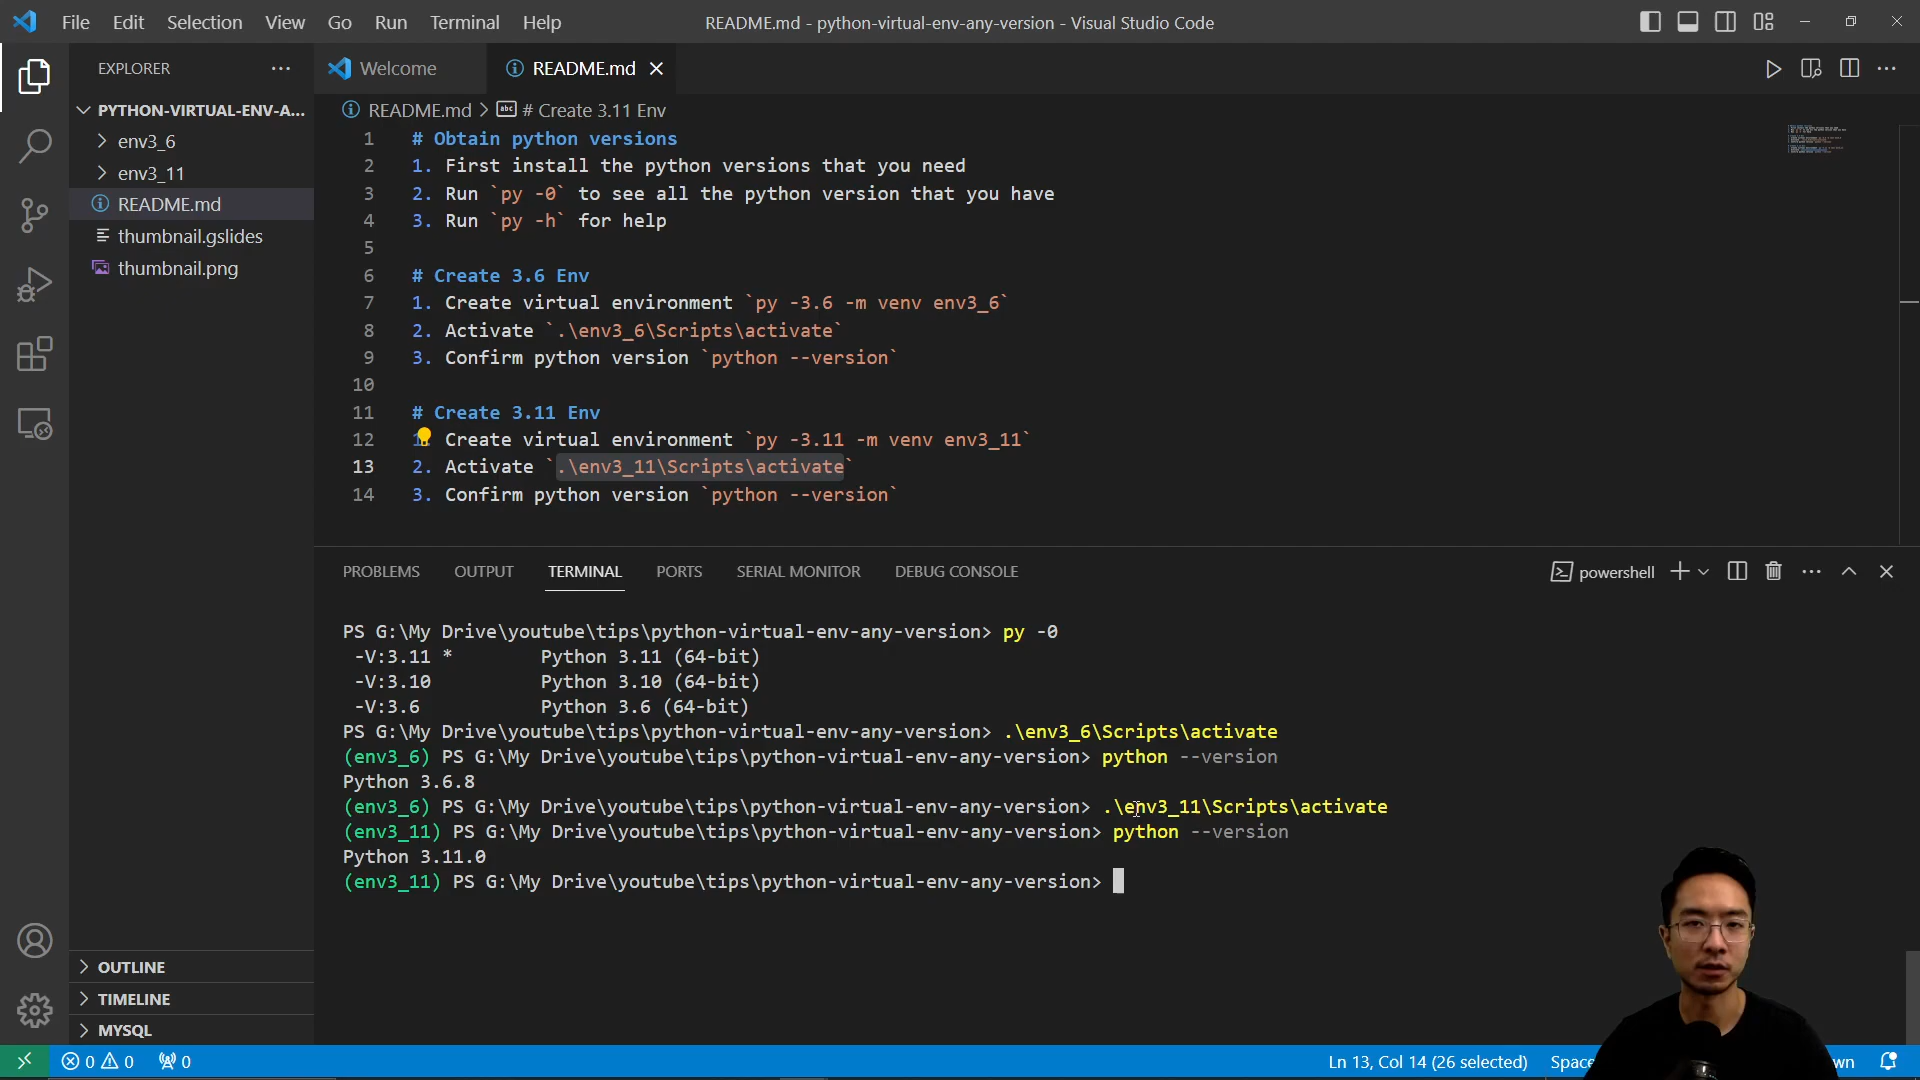 File Edit Selection View Go Run Terminal Help README.md - python-virtual-env-any-version - Visual Studio Code
EXPLORER
Welcome
README.md
PYTHON-VIRTUAL-ENV-A...
env3_6
env3_11
README.md
thumbnail.gslides
thumbnail.png
OUTLINE
TIMELINE
MYSQL
README.md > # Create 3.11 Env
1 # Obtain python versions
2 1. First install the python versions that you need
3 2. Run `py -0` to see all the python version that you have
4 3. Run `py -h` for help
5
6 # Create 3.6 Env
7 1. Create virtual environment `py -3.6 -m venv env3_6`
8 2. Activate `.\env3_6\Scripts\activate`
9 3. Confirm python version `python --version`
10
11 # Create 3.11 Env
12 1. Create virtual environment `py -3.11 -m venv env3_11`
13 2. Activate `.\env3_11\Scripts\activate`
14 3. Confirm python version `python --version`
PROBLEMS OUTPUT TERMINAL PORTS SERIAL MONITOR DEBUG CONSOLE powershell
PS G:\My Drive\youtube\tips\python-virtual-env-any-version> py -0
-V:3.11 * Python 3.11 (64-bit)
-V:3.10 Python 3.10 (64-bit)
-V:3.6 Python 3.6 (64-bit)
PS G:\My Drive\youtube\tips\python-virtual-env-any-version> .\env3_6\Scripts\activate
(env3_6) PS G:\My Drive\youtube\tips\python-virtual-env-any-version> python --version
Python 3.6.8
(env3_6) PS G:\My Drive\youtube\tips\python-virtual-env-any-version> .\env3_11\Scripts\activate
(env3_11) PS G:\My Drive\youtube\tips\python-virtual-env-any-version> python --version
Python 3.11.0
(env3_11) PS G:\My Drive\youtube\tips\python-virtual-env-any-version>
0 0 0 Ln 13, Col 14 (26 selected)